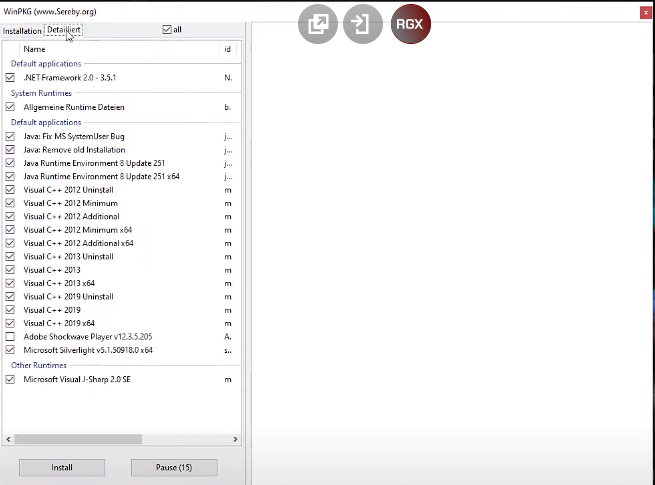 WinPKG (www.Sereby.org)
x
RGX
Installation
Detailliert
all
Name
id
Default applications
.NET Framework 2.0 - 3.5.1
N.
System Runtimes
Allgemeine Runtime Dateien
b.
Default applications
Java: Fix MS SystemUser Bug
j...
Java: Remove old Installation
j...
Java Runtime Environment 8 Update 251
j...
Java Runtime Environment 8 Update 251 x64
j...
Visual C++ 2012 Uninstall
m
Visual C++ 2012 Minimum
m
Visual C++ 2012 Additional
m
Visual C++ 2012 Minimum x64
m
Visual C++ 2012 Additional x64
m
Visual C++ 2013 Uninstall
m
Visual C++ 2013
m
Visual C++ 2013 x64
m
Visual C++ 2019 Uninstall
m
Visual C++ 2019
m
Visual C++ 2019 x64
m
Adobe Shockwave Player v12.3.5.205
A.
Microsoft Silverlight v5.1.50918.0 x64
s..
Other Runtimes
Microsoft Visual J-Sharp 2.0 SE
m
Install
Pause (15)